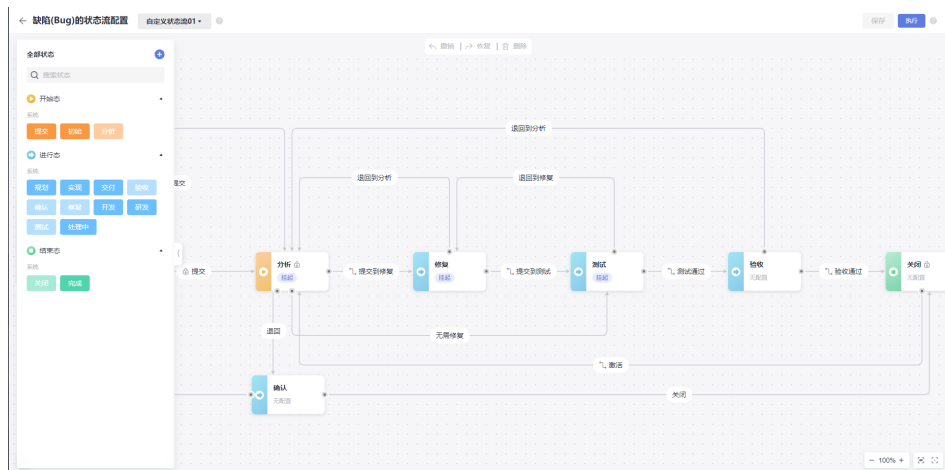 缺陷(Bug)的状态流配置 自定义状态流01
保存 执行
撤销 恢复 删除
全部状态
搜索状态
开始态
系统
提交 初始 分析
进行态
系统
规划 实现 交付 验收
确认 修复 开发 研发
测试 处理中
结束态
系统
关闭 完成
退回到分析
退回到分析 退回到修复
提交
提交
分析
挂起
提交到修复
修复
挂起
提交到测试
测试
挂起
测试通过
验收
无配置
验收通过
关闭
无配置
退回
无需修复
激活
确认
无配置
关闭
100%